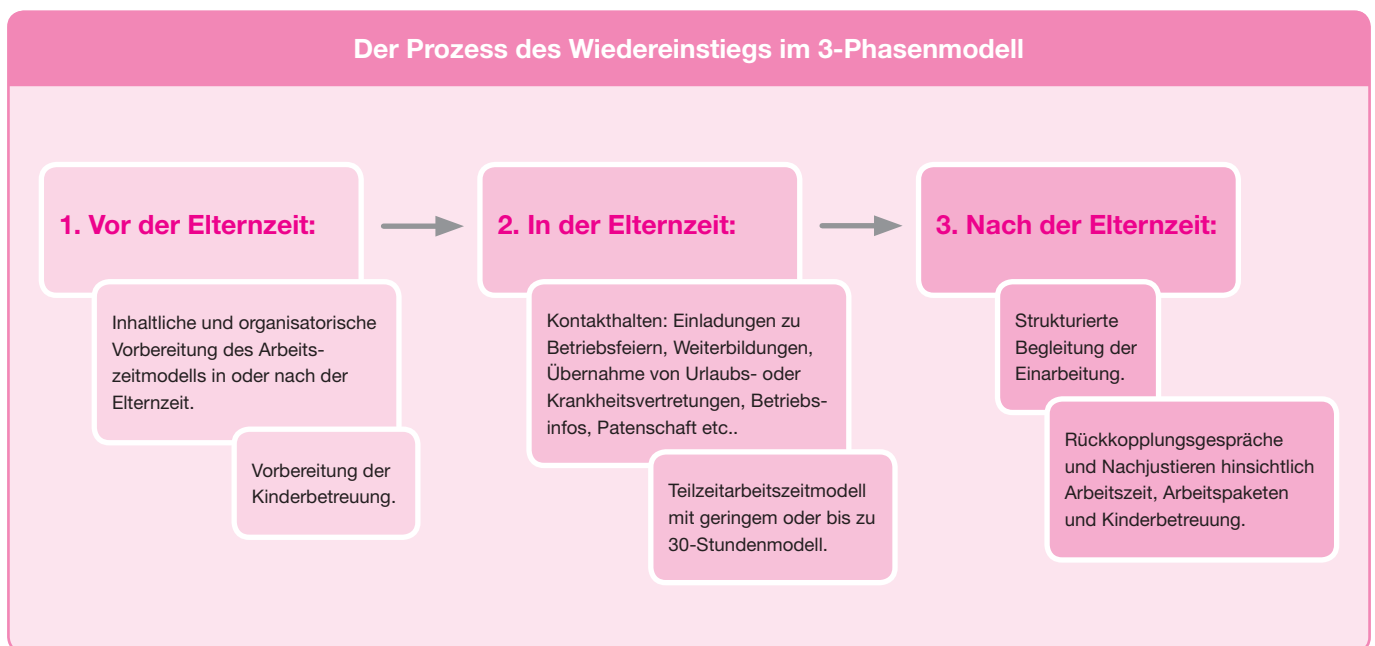 Der Prozess des Wiedereinstiegs im 3-Phasenmodell
1. Vor der Elternzeit:
Inhaltliche und organisatorische
Vorbereitung des Arbeits-
zeitmodells in oder nach der
Elternzeit.
Vorbereitung der
Kinderbetreuung.
2. In der Elternzeit:
Kontakthalten: Einladungen zu
Betriebsfeiern, Weiterbildungen,
Übernahme von Urlaubs- oder
Krankheitsvertretungen, Betriebs-
infos, Patenschaft etc..
Teilzeitarbeitszeitmodell
mit geringem oder bis zu
30-Stundenmodell.
3. Nach der Elternzeit:
Strukturierte
Begleitung der
Einarbeitung.
Rückkopplungsgespräche
und Nachjustieren hinsichtlich
Arbeitszeit, Arbeitspaketen
und Kinderbetreuung.